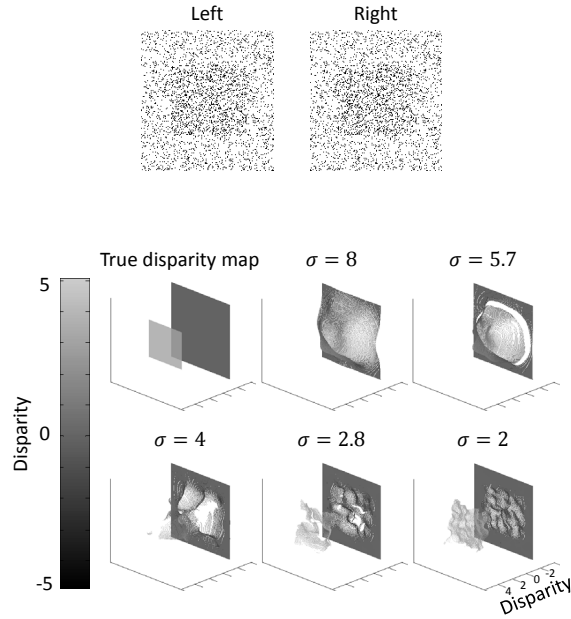 Left
Right
True disparity map
σ = 8
σ = 5.7
5
0
-5
Disparity
σ = 4
σ = 2.8
σ = 2
4 2 0 -2
Disparity